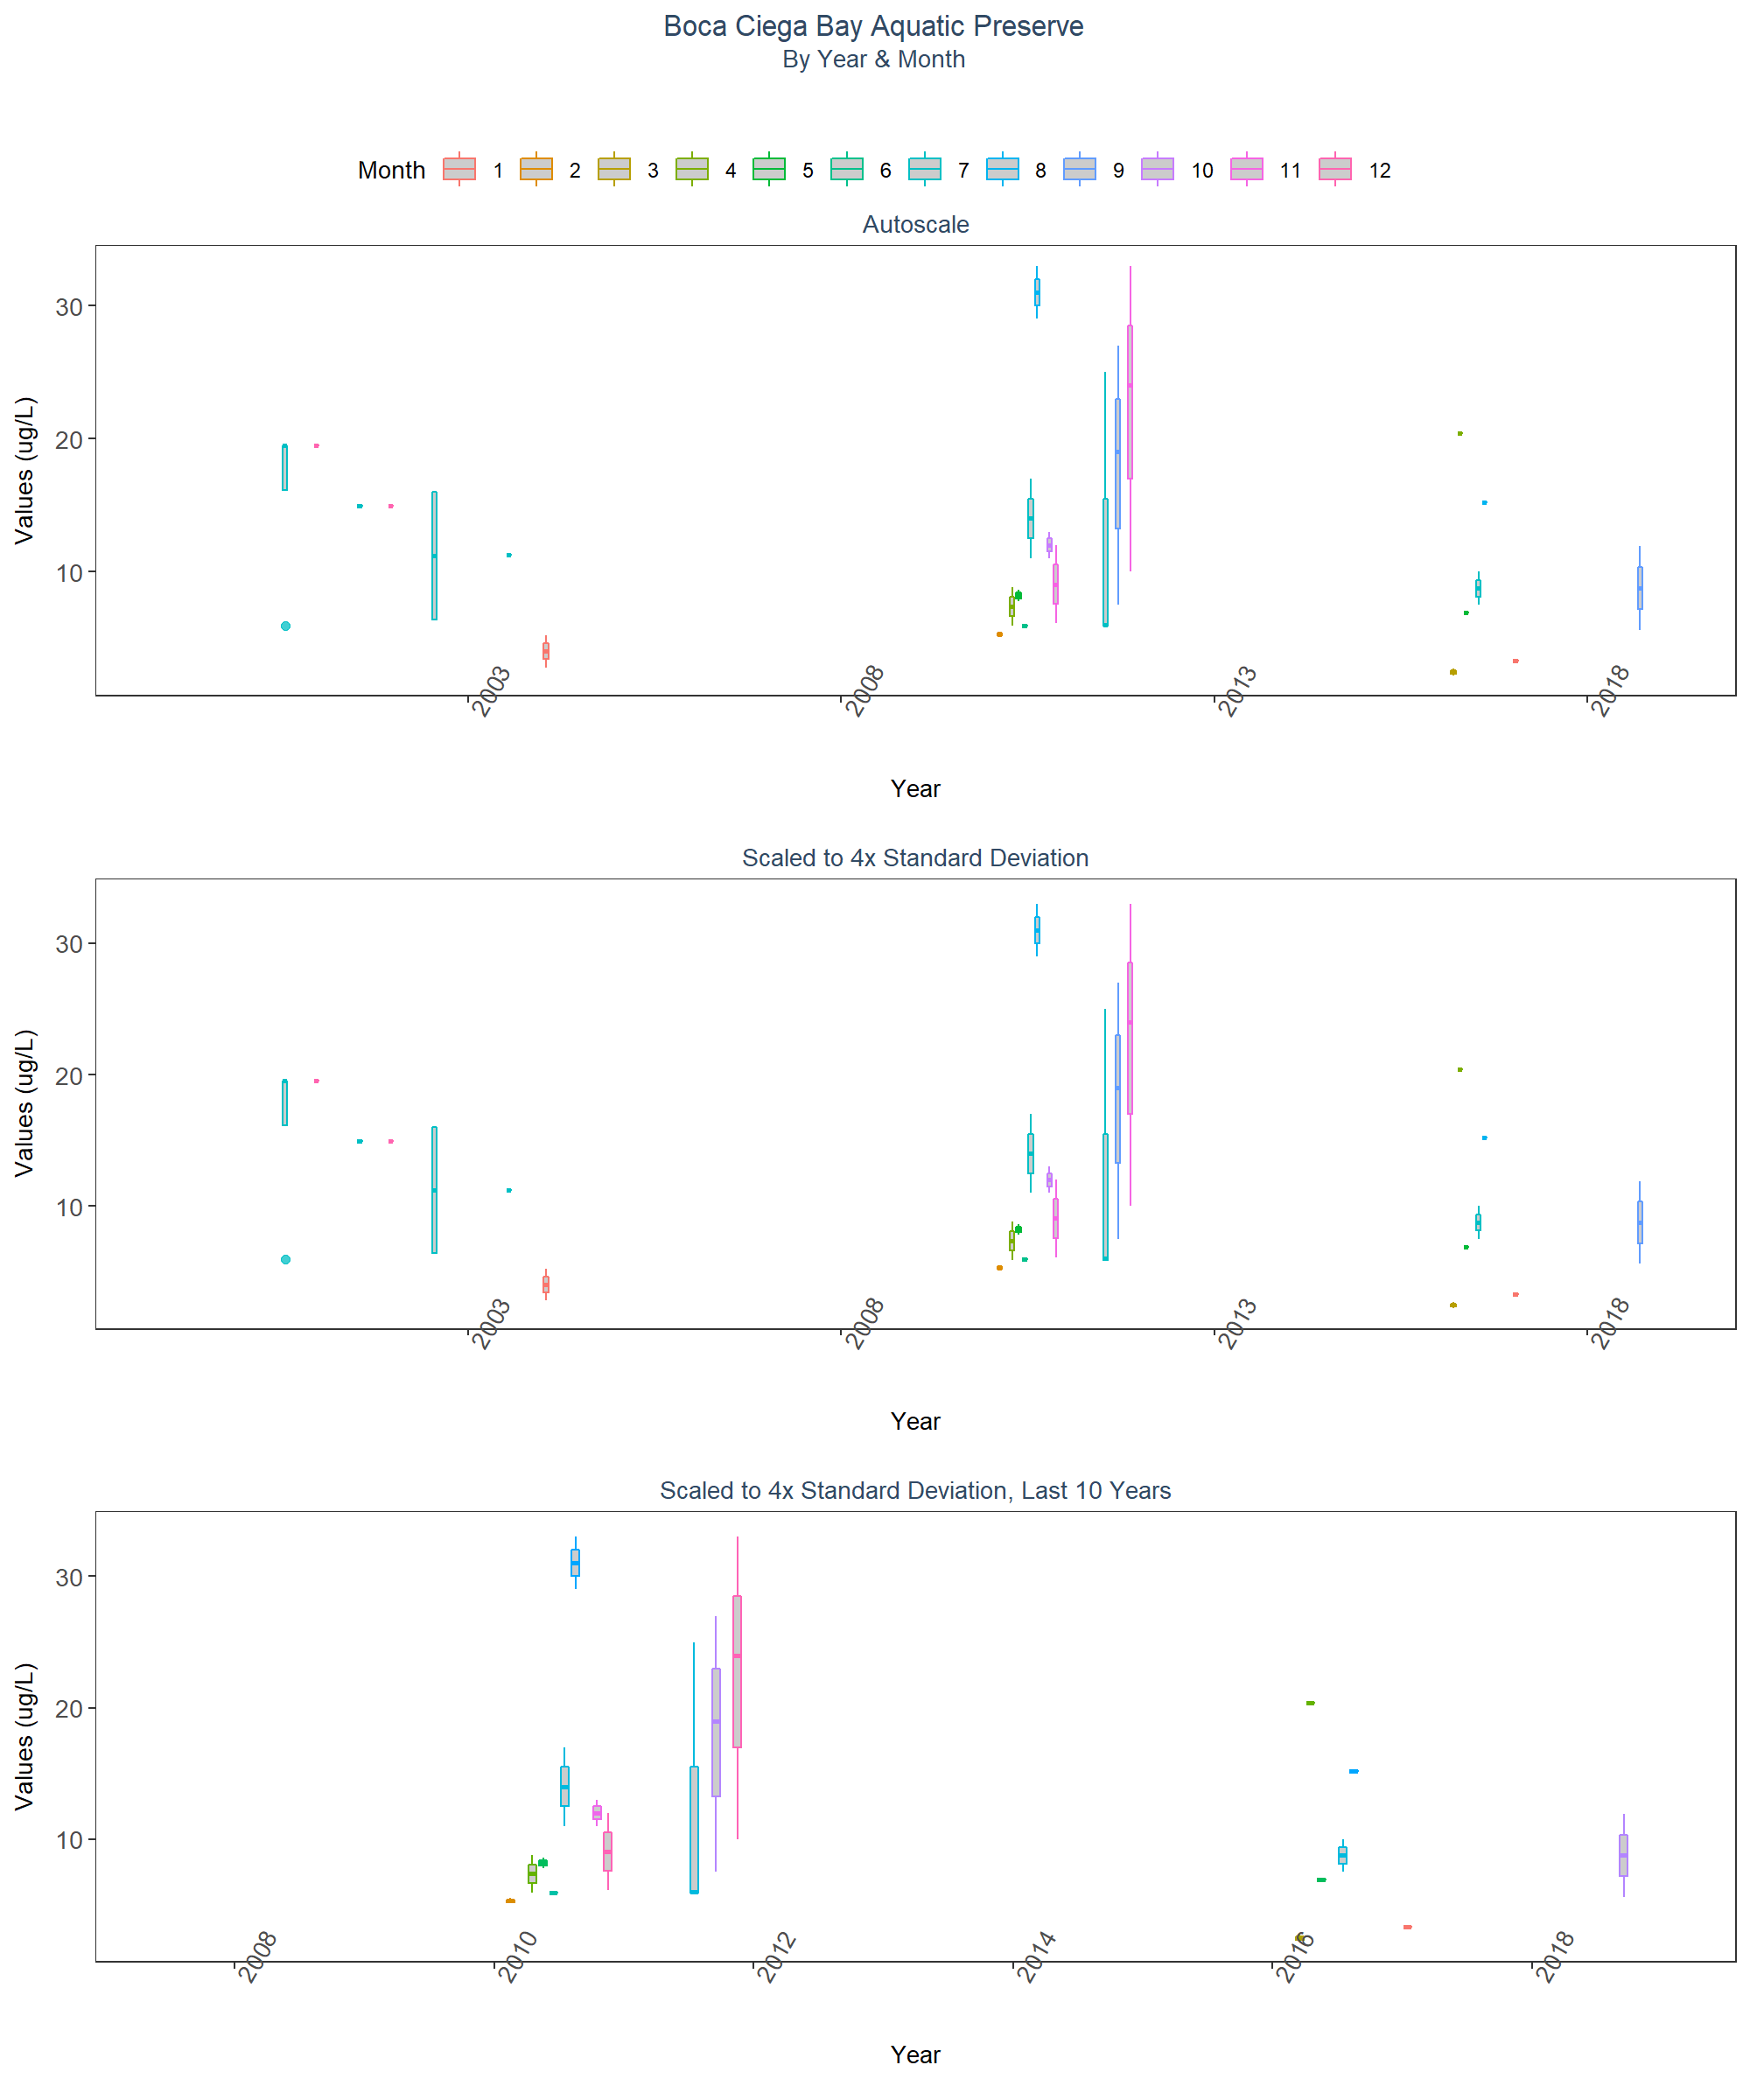 Boca Ciega Bay Aquatic Preserve
By Year & Month
Month 1 2 3 4 5 6 7 8 9 10 11 12
Autoscale
Values (ug/L)
30
20
10
2003 2008 2013 2018
Year
Scaled to 4x Standard Deviation
Values (ug/L)
30
20
10
2003 2008 2013 2018
Year
Scaled to 4x Standard Deviation, Last 10 Years
Values (ug/L)
30
20
10
2008 2010 2012 2014 2016 2018
Year